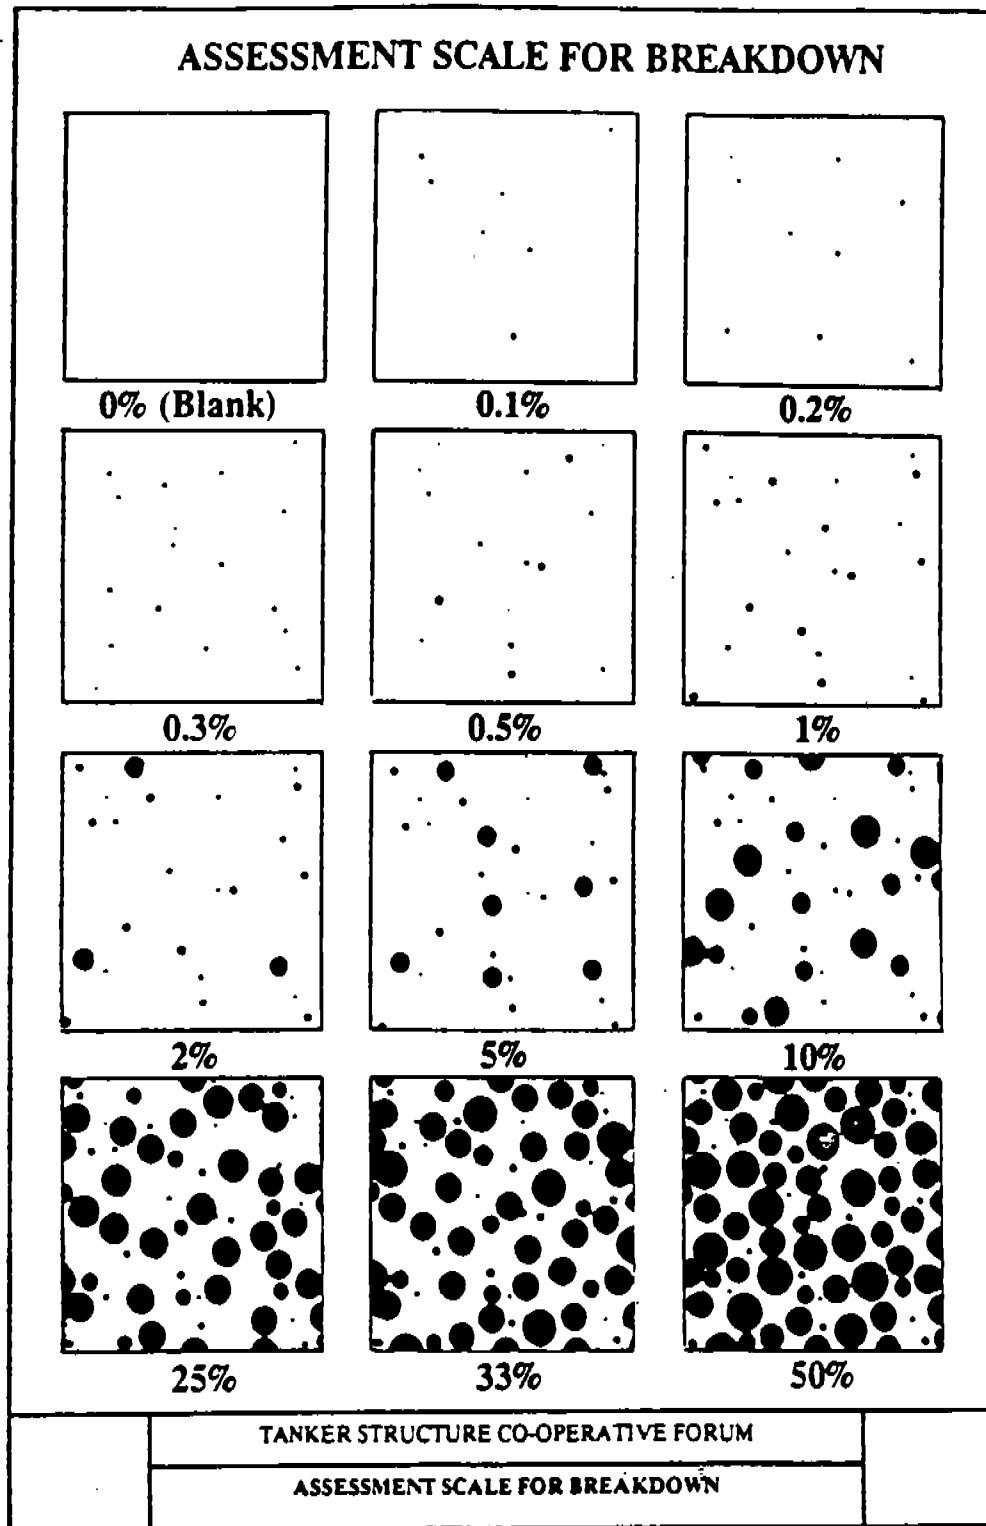 ASSESSMENT SCALE FOR BREAKDOWN
0% (Blank)
0.1%
0.2%
0.3%
0.5%
1%
2%
5%
10%
25%
33%
50%
TANKER STRUCTURE CO-OPERATIVE FORUM
ASSESSMENT SCALE FOR BREAKDOWN